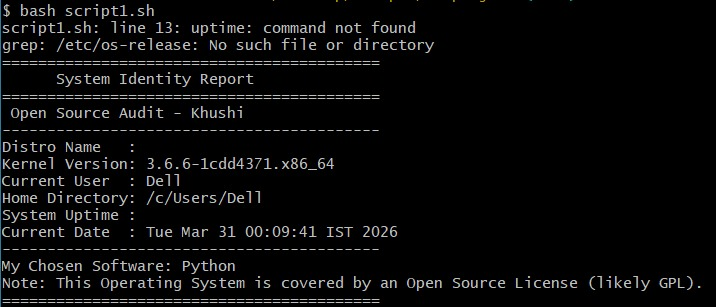 $ bash script1.sh
script1.sh: line 13: uptime: command not found
grep: /etc/os-release: No such file or directory
==========================================
      System Identity Report
==========================================
 Open Source Audit - Khushi
------------------------------------------
Distro Name   :
Kernel Version: 3.6.6-1cdd4371.x86_64
Current User  : Dell
Home Directory: /c/Users/Dell
System Uptime :
Current Date  : Tue Mar 31 00:09:41 IST 2026
------------------------------------------
My Chosen Software: Python
Note: This Operating System is covered by an Open Source License (likely GPL).
==========================================